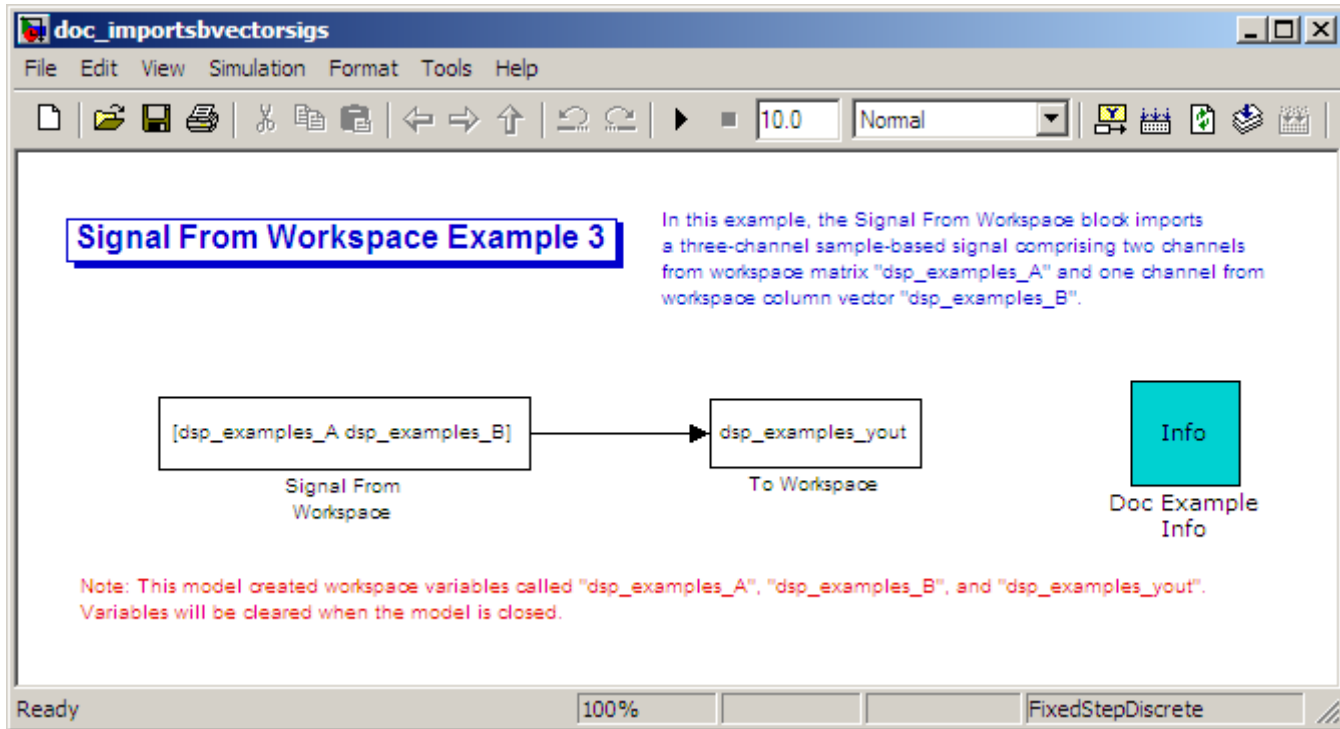 doc_importsbvectorsigs
File Edit View Simulation Format Tools Help
10.0 Normal
Signal From Workspace Example 3
In this example, the Signal From Workspace block imports
a three-channel sample-based signal comprising two channels
from workspace matrix "dsp_examples_A" and one channel from
workspace column vector "dsp_examples_B".
[dsp_examples_A dsp_examples_B]
Signal From
Workspace
dsp_examples_yout
To Workspace
Info
Doc Example
Info
Note: This model created workspace variables called "dsp_examples_A", "dsp_examples_B", and "dsp_examples_yout".
Variables will be cleared when the model is closed.
Ready 100% FixedStepDiscrete